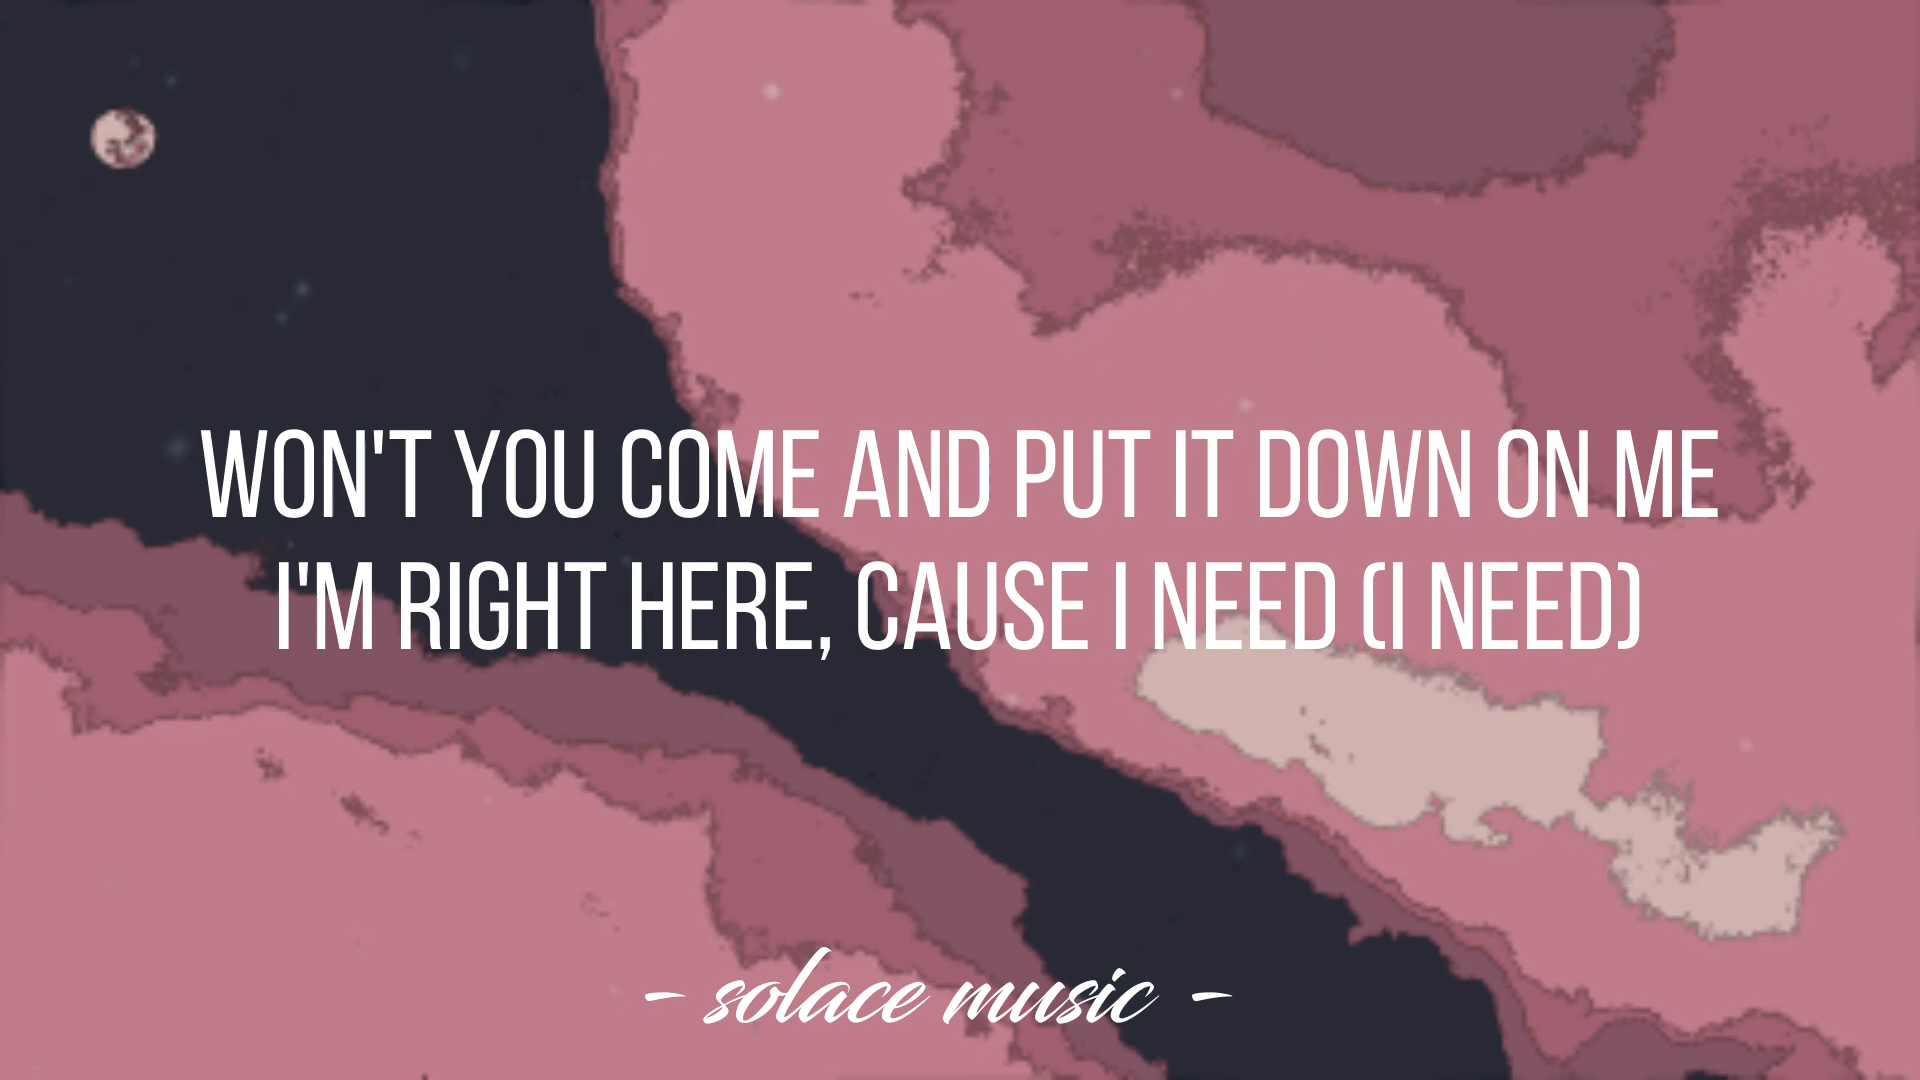 WON'T YOU COME AND PUT IT DOWN ON ME
I'M RIGHT HERE, CAUSE I NEED (I NEED)
- solace music -